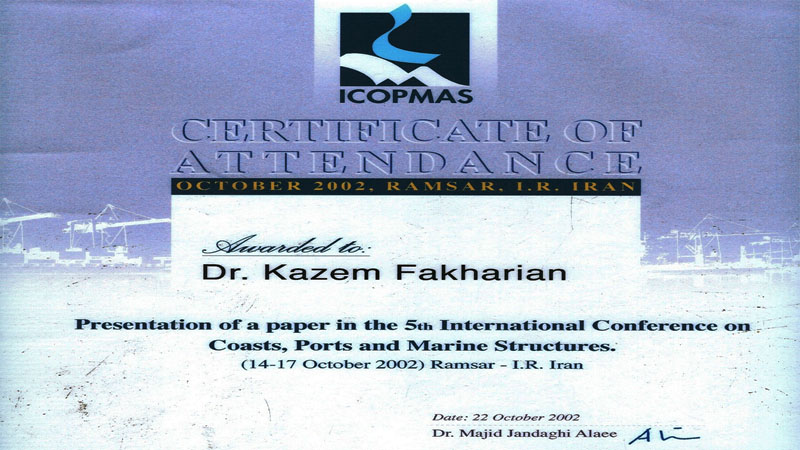 ICOPMAS
CERTIFICATE OF
ATTENDANCE
OCTOBER 2002, RAMSAR, I.R. IRAN
Awarded to:
Dr. Kazem Fakharian
Presentation of a paper in the 5th International Conference on
Coasts, Ports and Marine Structures.
(14-17 October 2002) Ramsar - I.R. Iran
Date: 22 October 2002
Dr. Majid Jandaghi Alaee